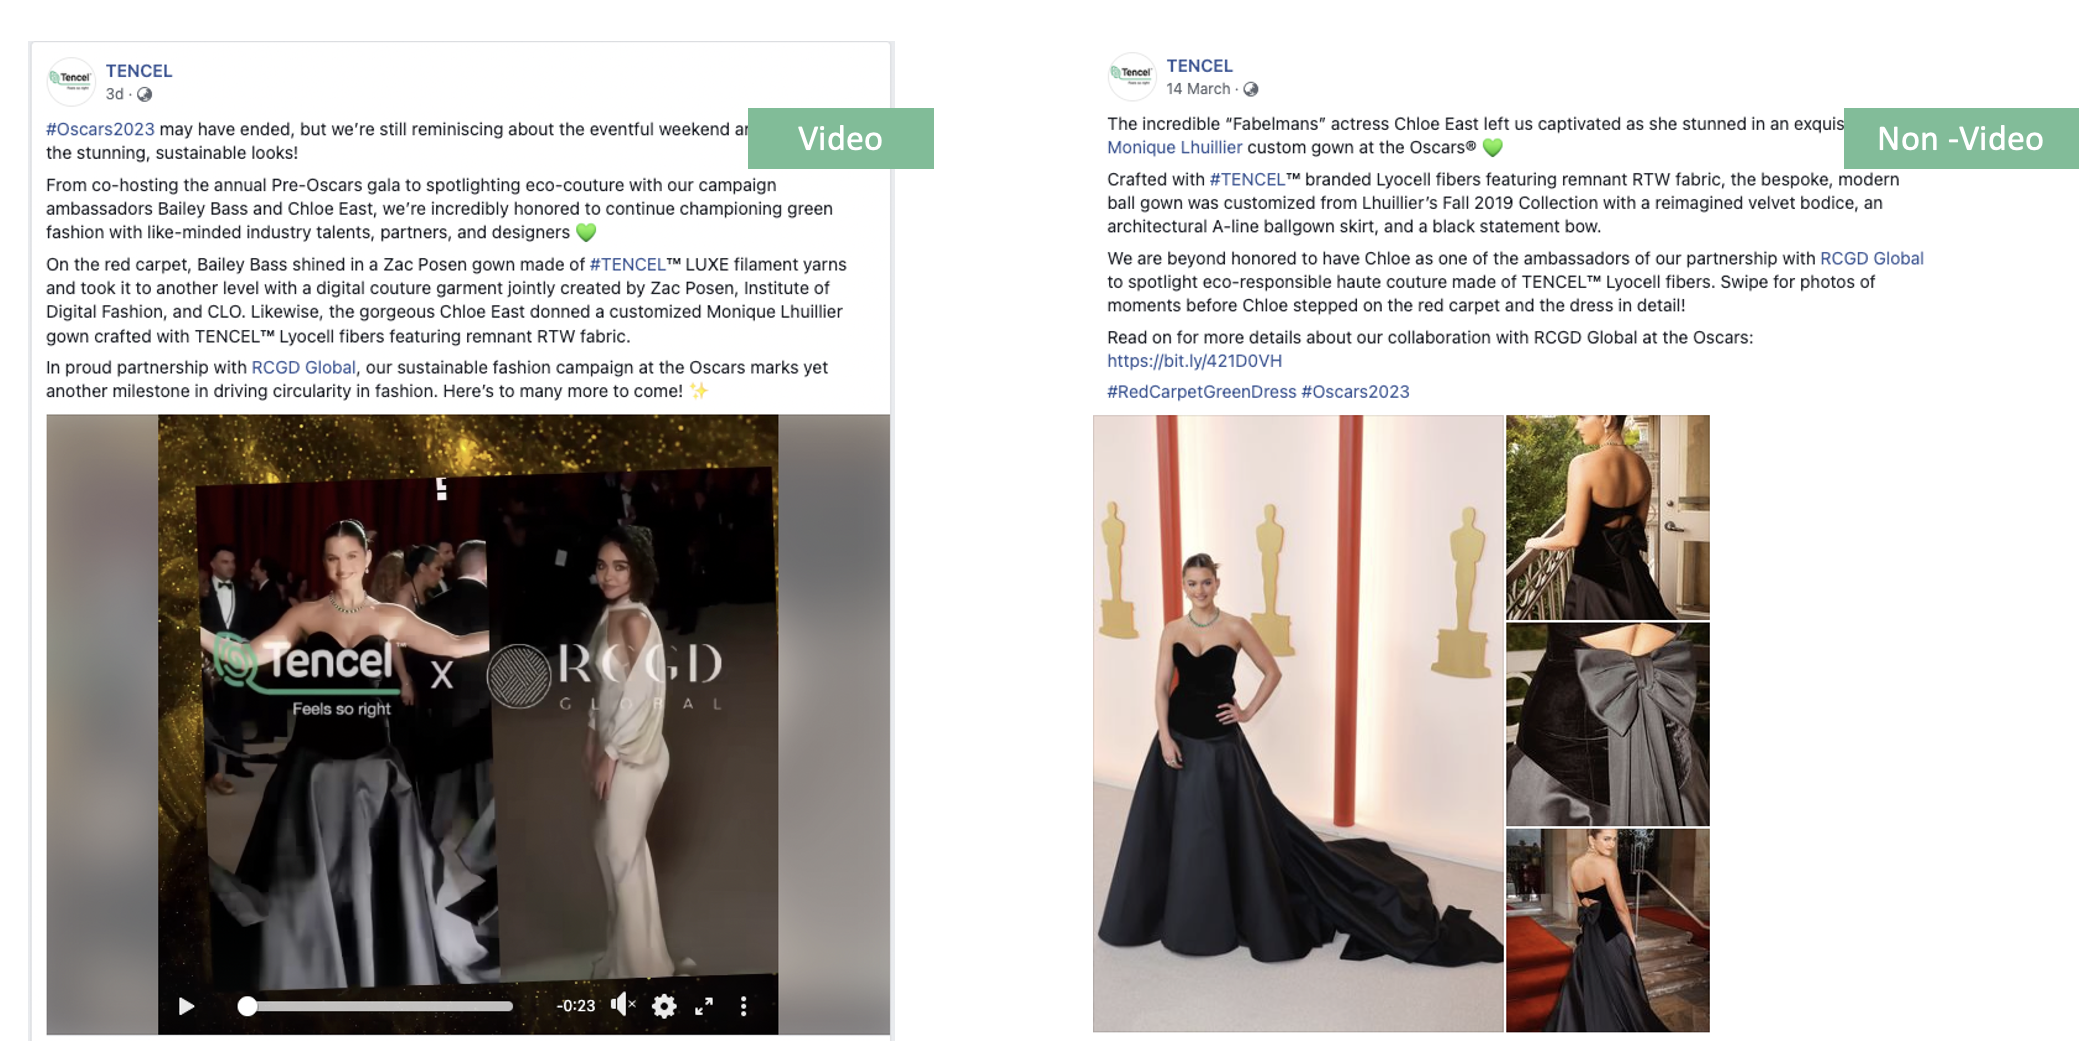 TENCEL
3d ·
Video
#Oscars2023 may have ended, but we're still reminiscing about the eventful weekend
the stunning, sustainable looks!
From co-hosting the annual Pre-Oscars gala to spotlighting eco-couture with our campaign
ambassadors Bailey Bass and Chloe East, we're incredibly honored to continue championing green
fashion with like-minded industry talents, partners, and designers 💚
On the red carpet, Bailey Bass shined in a Zac Posen gown made of #TENCEL™ LUXE filament yarns
and took it to another level with a digital couture garment jointly created by Zac Posen, Institute of
Digital Fashion, and CLO. Likewise, the gorgeous Chloe East donned a customized Monique Lhuillier
gown crafted with TENCEL™ Lyocell fibers featuring remnant RTW fabric.
In proud partnership with RCGD Global, our sustainable fashion campaign at the Oscars marks yet
another milestone in driving circularity in fashion. Here's to many more to come! ✨
Tencel™ X RCGD
GLOBAL
Feels so right
-0:23
Tencel
Feels so right
TENCEL
14 March ·
Non -Video
The incredible “Fabelmans” actress Chloe East left us captivated as she stunned in an
Monique Lhuillier custom gown at the Oscars® 💚
Crafted with #TENCEL™ branded Lyocell fibers featuring remnant RTW fabric, the bespoke, modern
ball gown was customized from Lhuillier's Fall 2019 Collection with a reimagined velvet bodice, an
architectural A-line ballgown skirt, and a black statement bow.
We are beyond honored to have Chloe as one of the ambassadors of our partnership with RCGD Global
to spotlight eco-responsible haute couture made of TENCEL™ Lyocell fibers. Swipe for photos of
moments before Chloe stepped on the red carpet and the dress in detail!
Read on for more details about our collaboration with RCGD Global at the Oscars:
https://bit.ly/421D0VH
#RedCarpetGreenDress #Oscars2023
Tencel
Feels so right